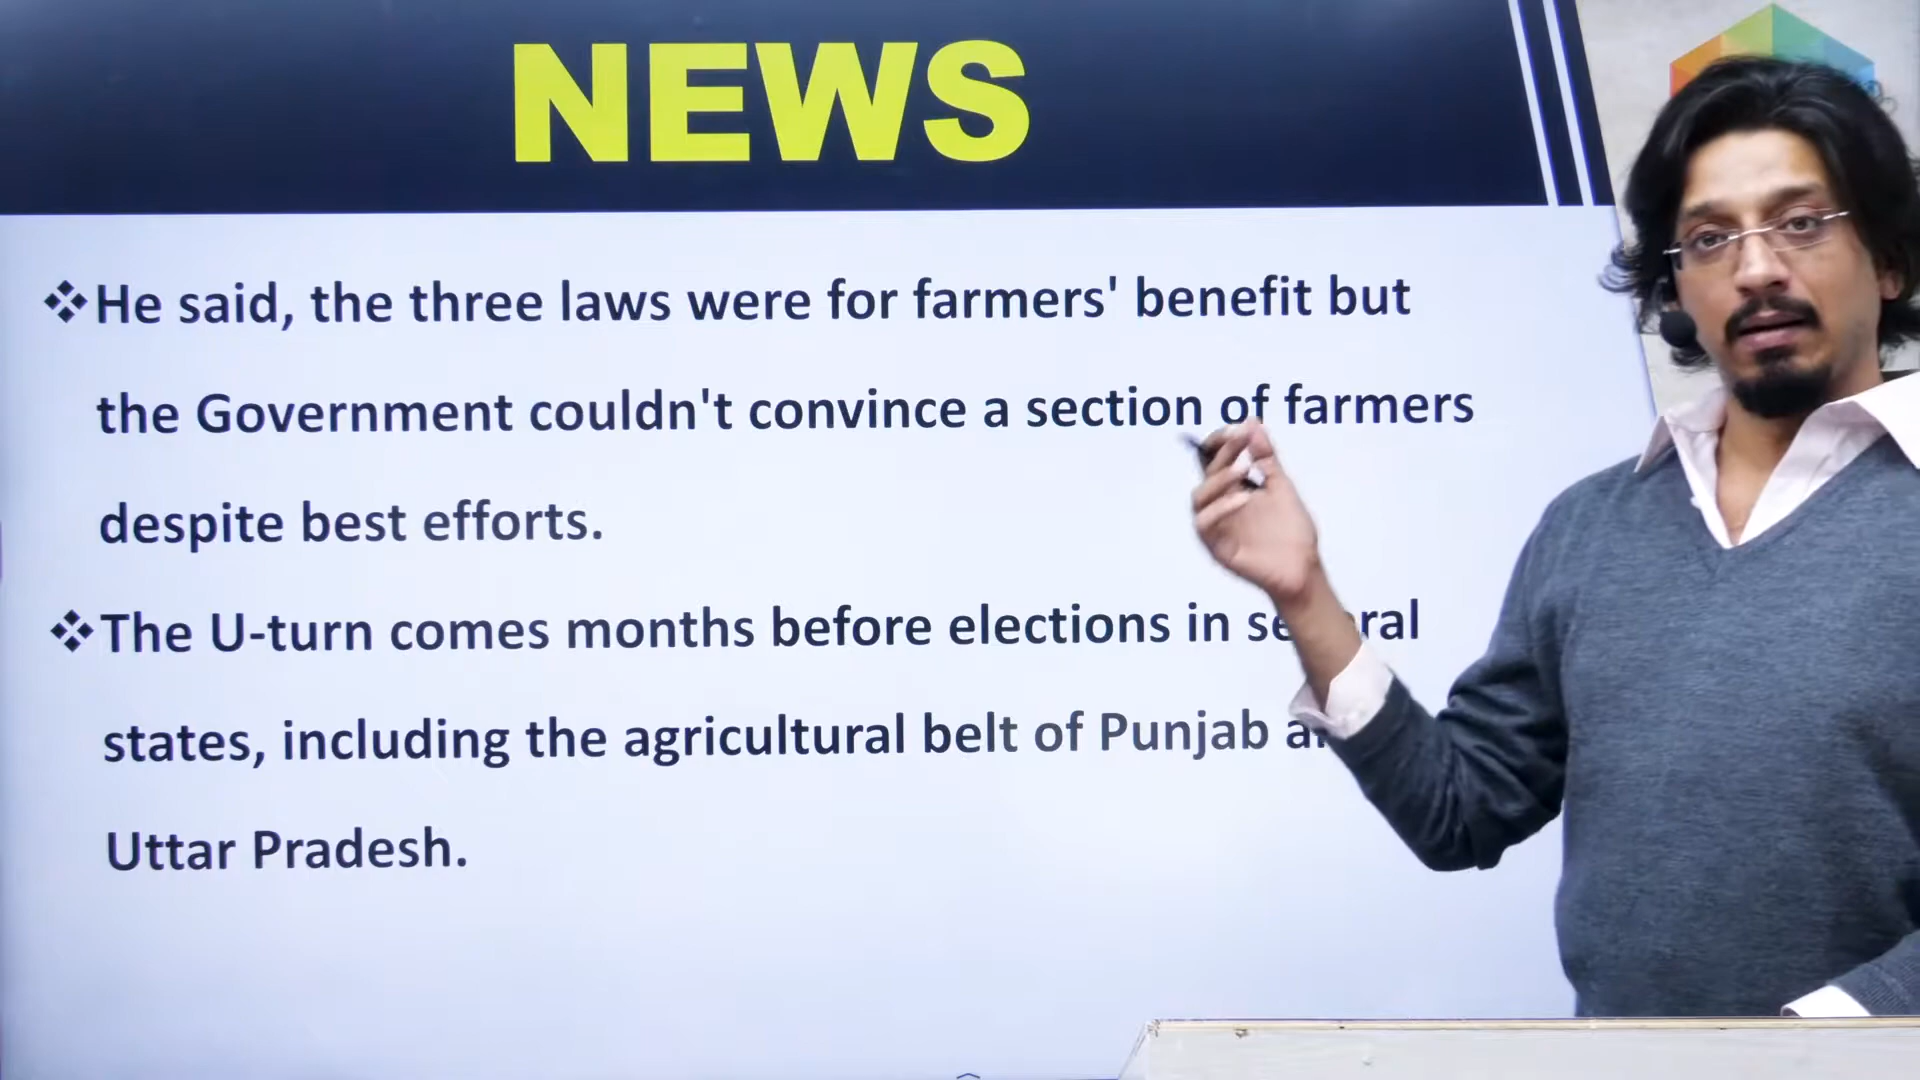 NEWS
❖He said, the three laws were for farmers' benefit but
the Government couldn't convince a section of farmers
despite best efforts.
❖The U-turn comes months before elections in
states, including the agricultural belt of Punjab
Uttar Pradesh.